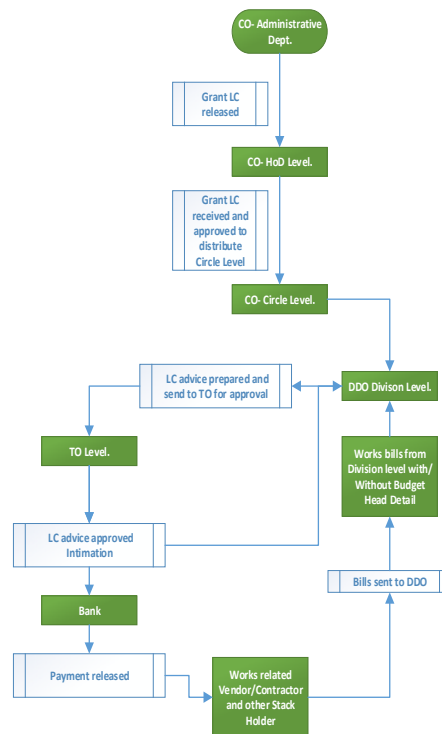 CO- Administrative
Dept.
Grant LC
released
CO- HoD Level.
Grant LC
received and
approved to
distribute
Circle Level
CO- Circle Level.
LC advice prepared and
send to TO for approval
DDO Divison Level.
TO Level.
Works bills from
Division level with/
Without Budget
Head Detail
LC advice approved
Intimation
Bills sent to DDO
Bank
Payment released
Works related
Vendor/Contractor
and other Stack
Holder